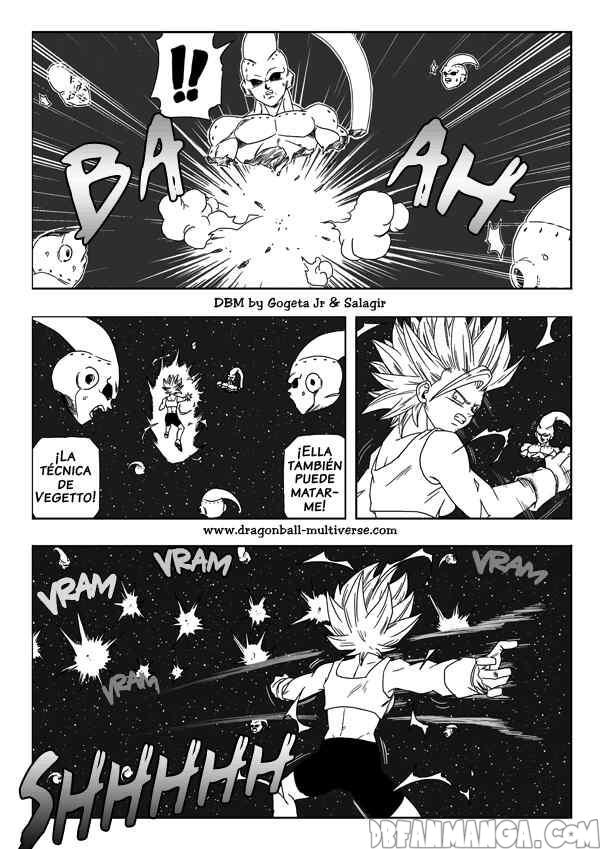 !!
BA
AH
DBM by Gogeta Jr & Salagir
¡LA
TÉCNICA
DE
VEGETTO!
¡ELLA
TAMBIÉN
PUEDE
MATAR-
ME!
www.dragonball-multiverse.com
VRAM
VRAM
VRAM
VRAM
SHHHHHH
DBFANMANGA.COM